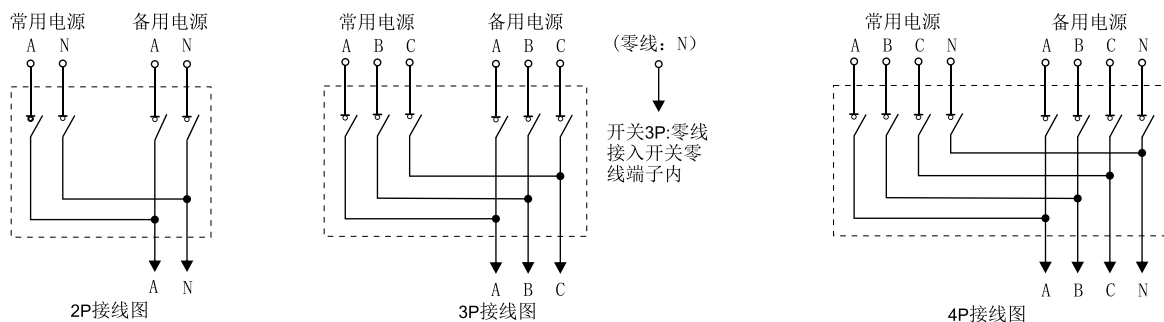 常用电源 备用电源
A N A N
A N
2P接线图
常用电源 备用电源
A B C A B C
A B C
3P接线图
(零线：N)
开关3P:零线
接入开关零
线端子内
常用电源 备用电源
A B C N A B C N
A B C N
4P接线图